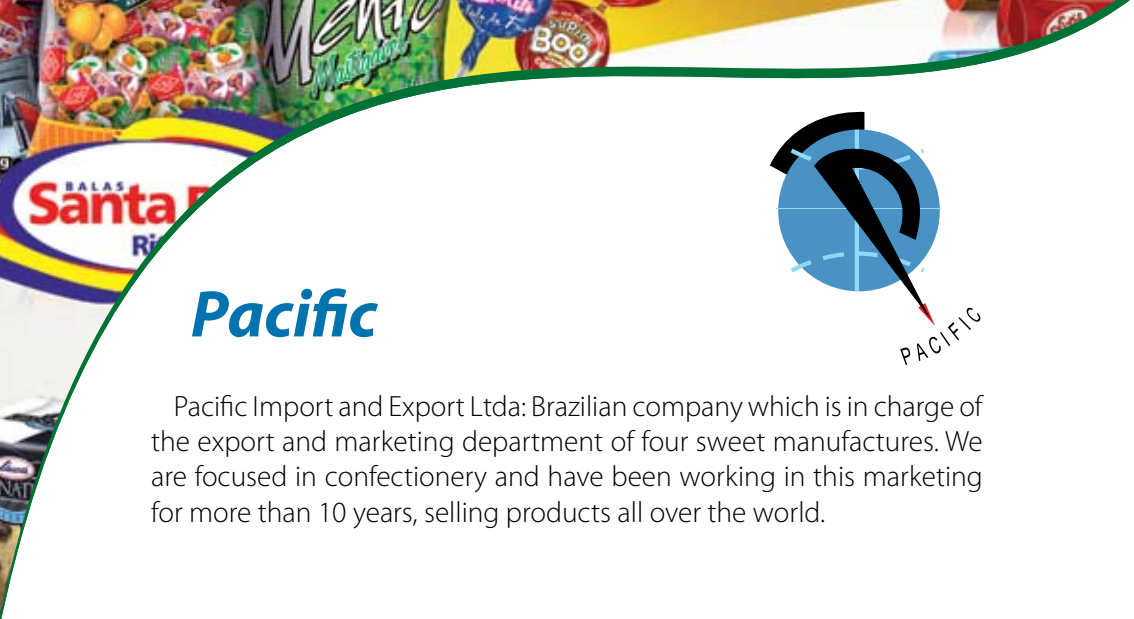 Mastigável
SUPER
BOO
BALAS
Santa
Pacific
PACIFIC
Pacific Import and Export Ltda: Brazilian company which is in charge of
the export and marketing department of four sweet manufactures. We
are focused in confectionery and have been working in this marketing
for more than 10 years, selling products all over the world.